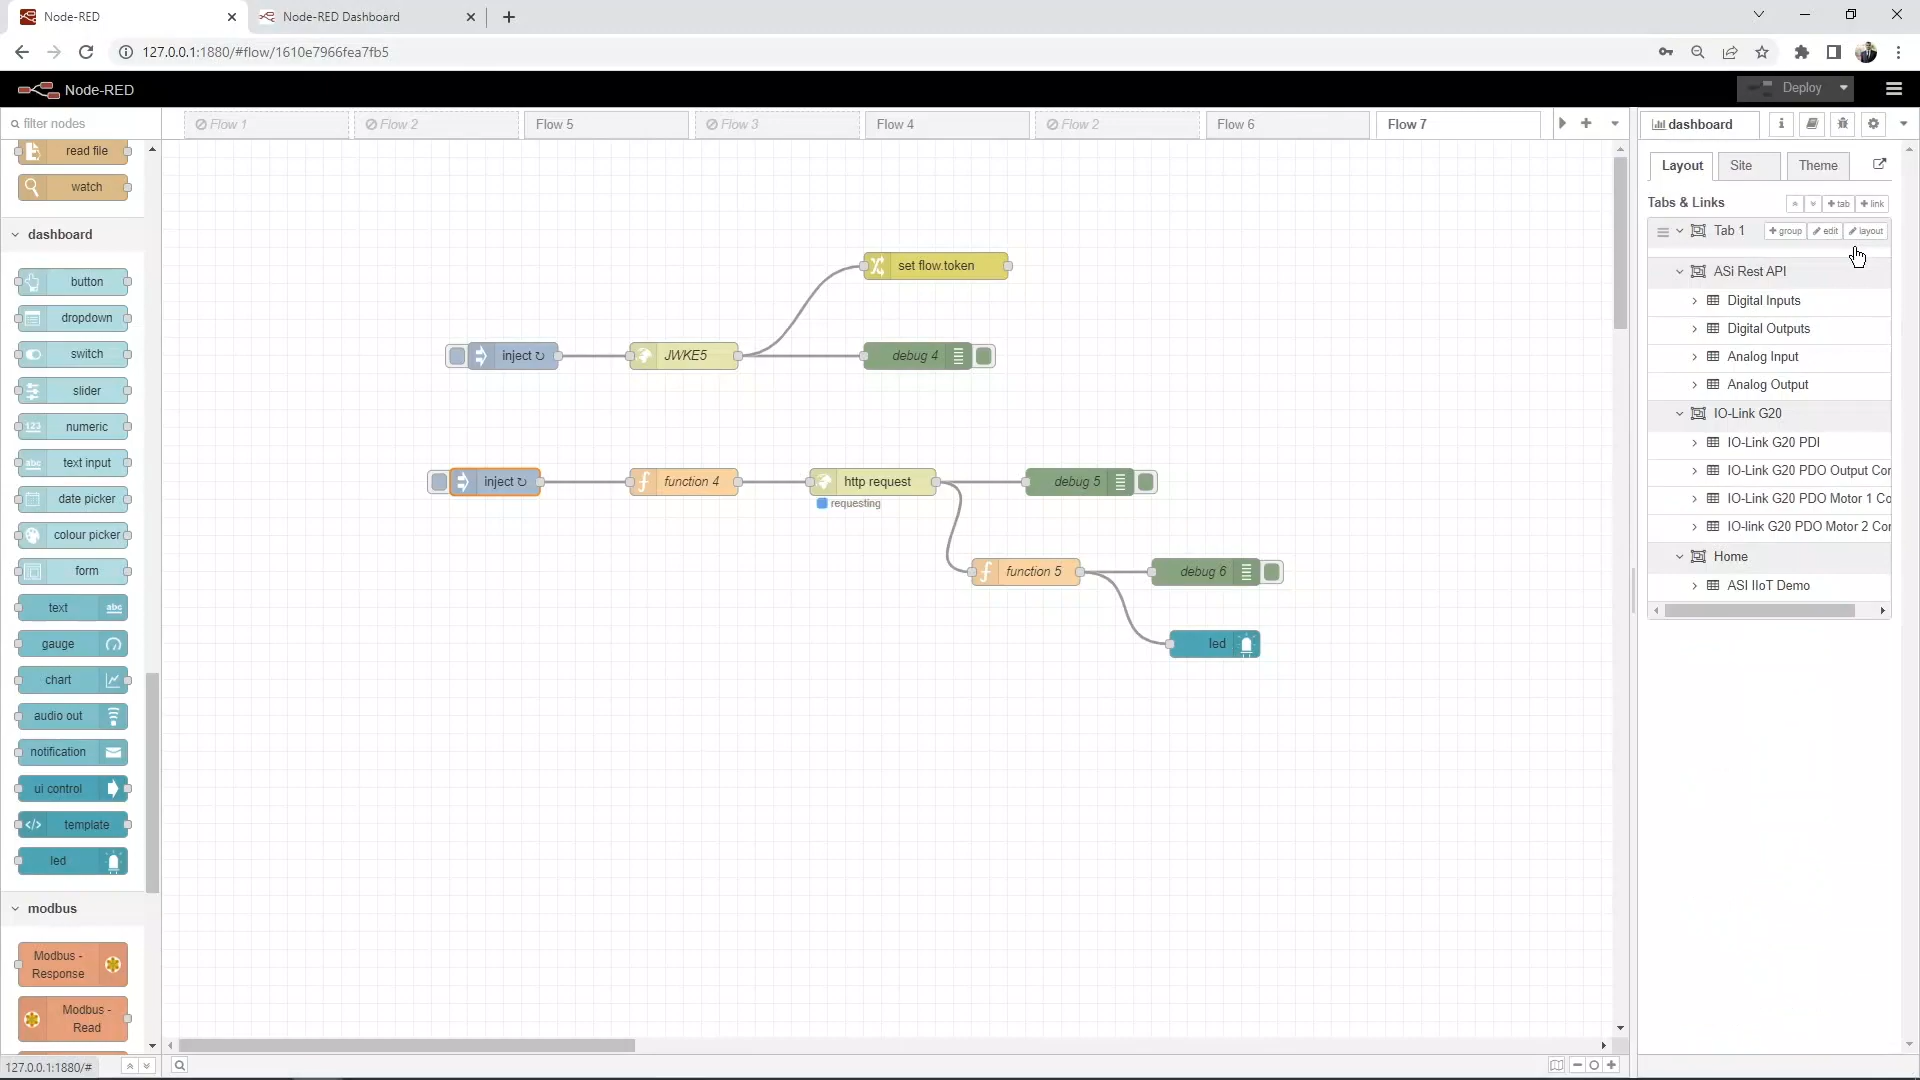 Node-RED
Node-RED Dashboard
127.0.0.1:1880/#flow/1610e7966fea7fb5
Node-RED
Deploy
filter nodes
Flow 1
Flow 2
Flow 5
Flow 3
Flow 4
Flow 2
Flow 6
Flow 7
dashboard
read file
watch
dashboard
button
dropdown
switch
slider
numeric
123
text input
abc
date picker
colour picker
form
text
abc
gauge
chart
audio out
notification
ui control
template
led
modbus
Modbus -
Response
Modbus -
Read
set flow.token
inject ↻
JWKE5
debug 4
inject ↻
function 4
http request
debug 5
requesting
function 5
debug 6
led
Layout
Site
Theme
Tabs & Links
+ tab
+ link
Tab 1
+ group
edit
layout
ASi Rest API
Digital Inputs
Digital Outputs
Analog Input
Analog Output
IO-Link G20
IO-Link G20 PDI
IO-Link G20 PDO Output Cor
IO-Link G20 PDO Motor 1 Co
IO-link G20 PDO Motor 2 Cor
Home
ASI IIoT Demo
127.0.0.1:1880/#